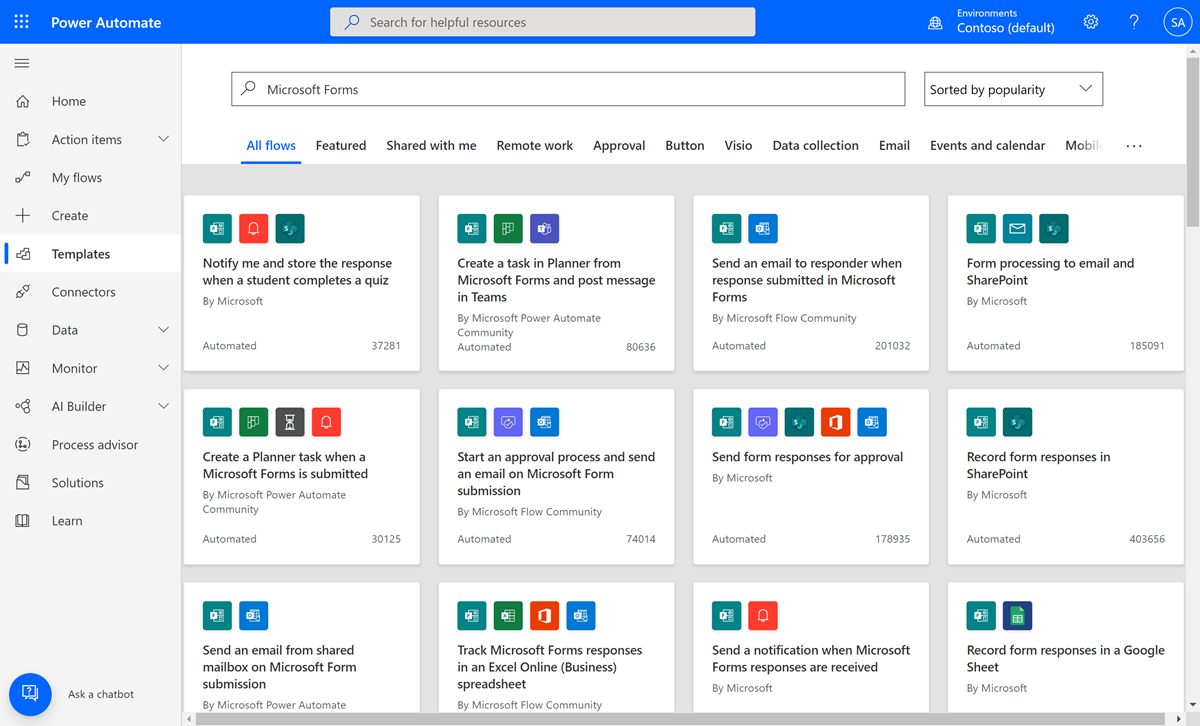 Power Automate
Search for helpful resources
Environments
Contoso (default)
?
SA
Home
Action items
My flows
Create
Templates
Connectors
Data
Monitor
AI Builder
Process advisor
Solutions
Learn
Ask a chatbot
Microsoft Forms
Sorted by popularity
All flows Featured Shared with me Remote work Approval Button Visio Data collection Email Events and calendar Mobil ...
Notify me and store the response
when a student completes a quiz
By Microsoft
Automated 37281
Create a task in Planner from
Microsoft Forms and post message
in Teams
By Microsoft Power Automate
Community
Automated 80636
Send an email to responder when
response submitted in Microsoft
Forms
By Microsoft Flow Community
Automated 201032
Form processing to email and
SharePoint
By Microsoft
Automated 185091
Create a Planner task when a
Microsoft Forms is submitted
By Microsoft Power Automate
Community
Automated 30125
Start an approval process and send
an email on Microsoft Form
submission
By Microsoft Flow Community
Automated 74014
Send form responses for approval
By Microsoft
Automated 178935
Record form responses in
SharePoint
By Microsoft
Automated 403656
Send an email from shared
mailbox on Microsoft Form
submission
By Microsoft Power Automate
Track Microsoft Forms responses
in an Excel Online (Business)
spreadsheet
By Microsoft Flow Community
Send a notification when Microsoft
Forms responses are received
By Microsoft
Record form responses in a Google
Sheet
By Microsoft